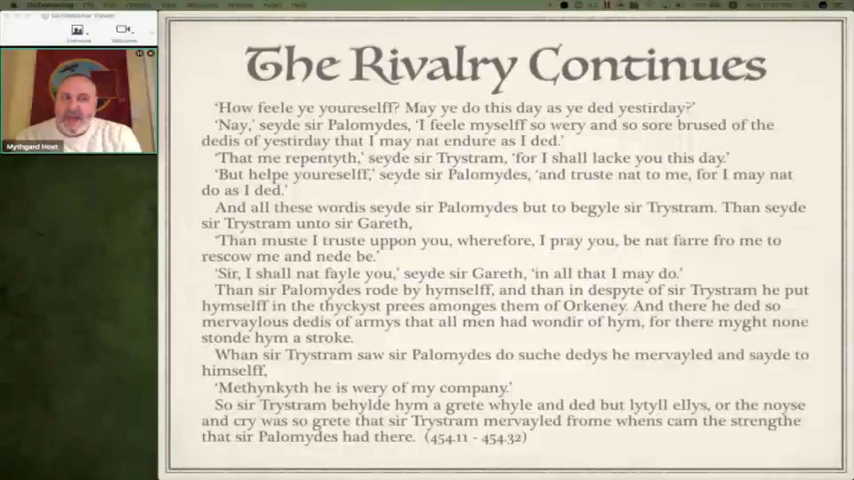 GoToWebinar Viewer
Everyone
Webcams
Mythgard Host
The Rivalry Continues
'How feele ye youreselff? May ye do this day as ye ded yestirday?'
'Nay,' seyde sir Palomydes, 'I feele myselff so wery and so sore brused of the
dedis of yestirday that I may nat endure as I ded.'
'That me repentyth,' seyde sir Trystram, 'for I shall lacke you this day.'
'But helpe youreselff,' seyde sir Palomydes, 'and truste nat to me, for I may nat
do as I ded.'
And all these wordis seyde sir Palomydes but to begyle sir Trystram. Than seyde
sir Trystram unto sir Gareth,
'Than muste I truste uppon you, wherefore, I pray you, be nat farre fro me to
rescow me and nede be.'
'Sir, I shall nat fayle you,' seyde sir Gareth, 'in all that I may do.'
Than sir Palomydes rode by hymselff, and than in despyte of sir Trystram he put
hymselff in the thyckyst prees amonges them of Orkeney. And there he ded so
mervaylous dedis of armys that all men had wondir of hym, for there myght none
stonde hym a stroke.
Whan sir Trystram saw sir Palomydes do suche dedys he mervayled and sayde to
himselff,
'Methynkyth he is wery of my company.'
So sir Trystram behylde hym a grete whyle and ded but lytyll ellys, or the noyse
and cry was so grete that sir Trystram mervayled frome whens cam the strengthe
that sir Palomydes had there. (454.11 - 454.32)